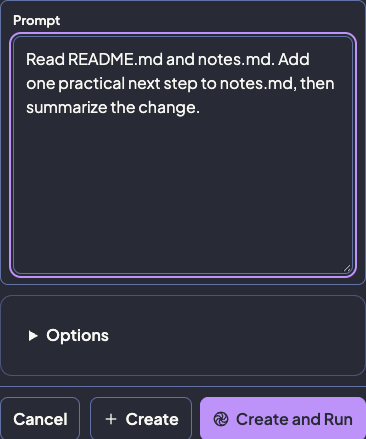 Prompt
Read README.md and notes.md. Add
one practical next step to notes.md, then
summarize the change.
Options
Cancel
Create
Create and Run